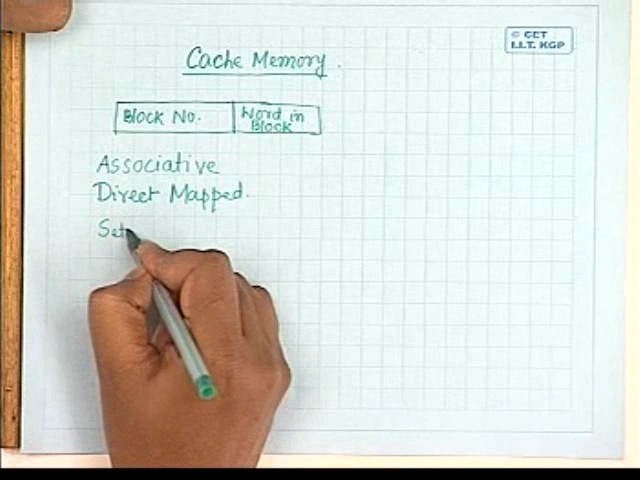 © CET
I.I.T. KGP
Cache Memory.
Block No. Word in
Block
Associative
Direct Mapped.
Set